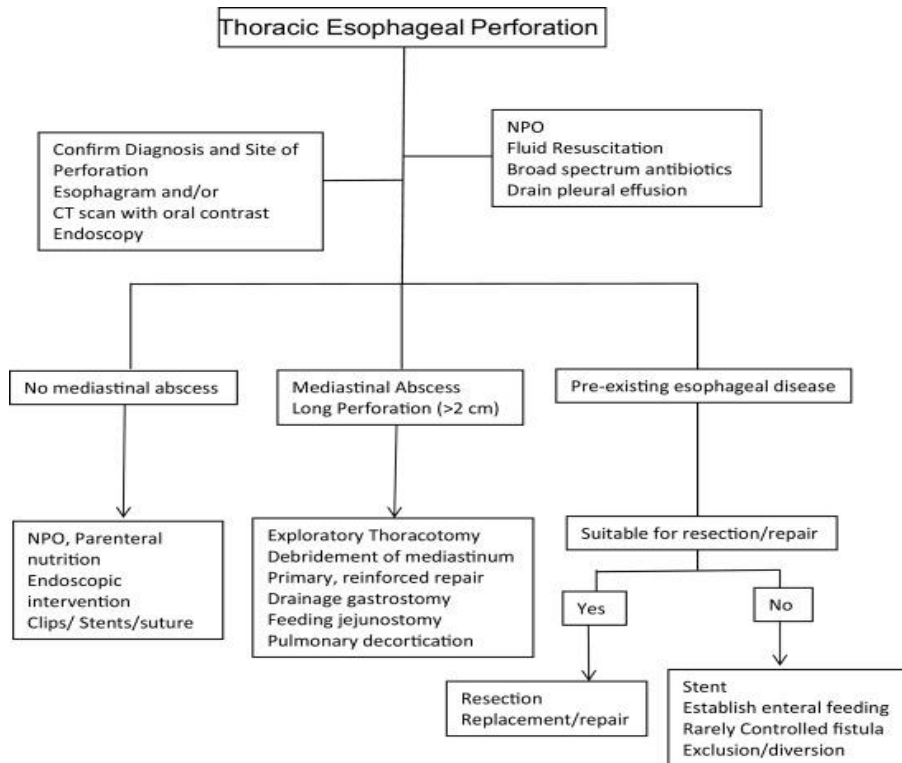 Thoracic Esophageal Perforation
Confirm Diagnosis and Site of
Perforation
Esophagram and/or
CT scan with oral contrast
Endoscopy
NPO
Fluid Resuscitation
Broad spectrum antibiotics
Drain pleural effusion
No mediastinal abscess
Mediastinal Abscess
Long Perforation (>2 cm)
Pre-existing esophageal disease
NPO, Parenteral
nutrition
Endoscopic
intervention
Clips/ Stents/suture
Exploratory Thoracotomy
Debridement of mediastinum
Primary, reinforced repair
Drainage gastrostomy
Feeding jejunostomy
Pulmonary decortication
Suitable for resection/repair
Yes
No
Resection
Replacement/repair
Stent
Establish enteral feeding
Rarely Controlled fistula
Exclusion/diversion